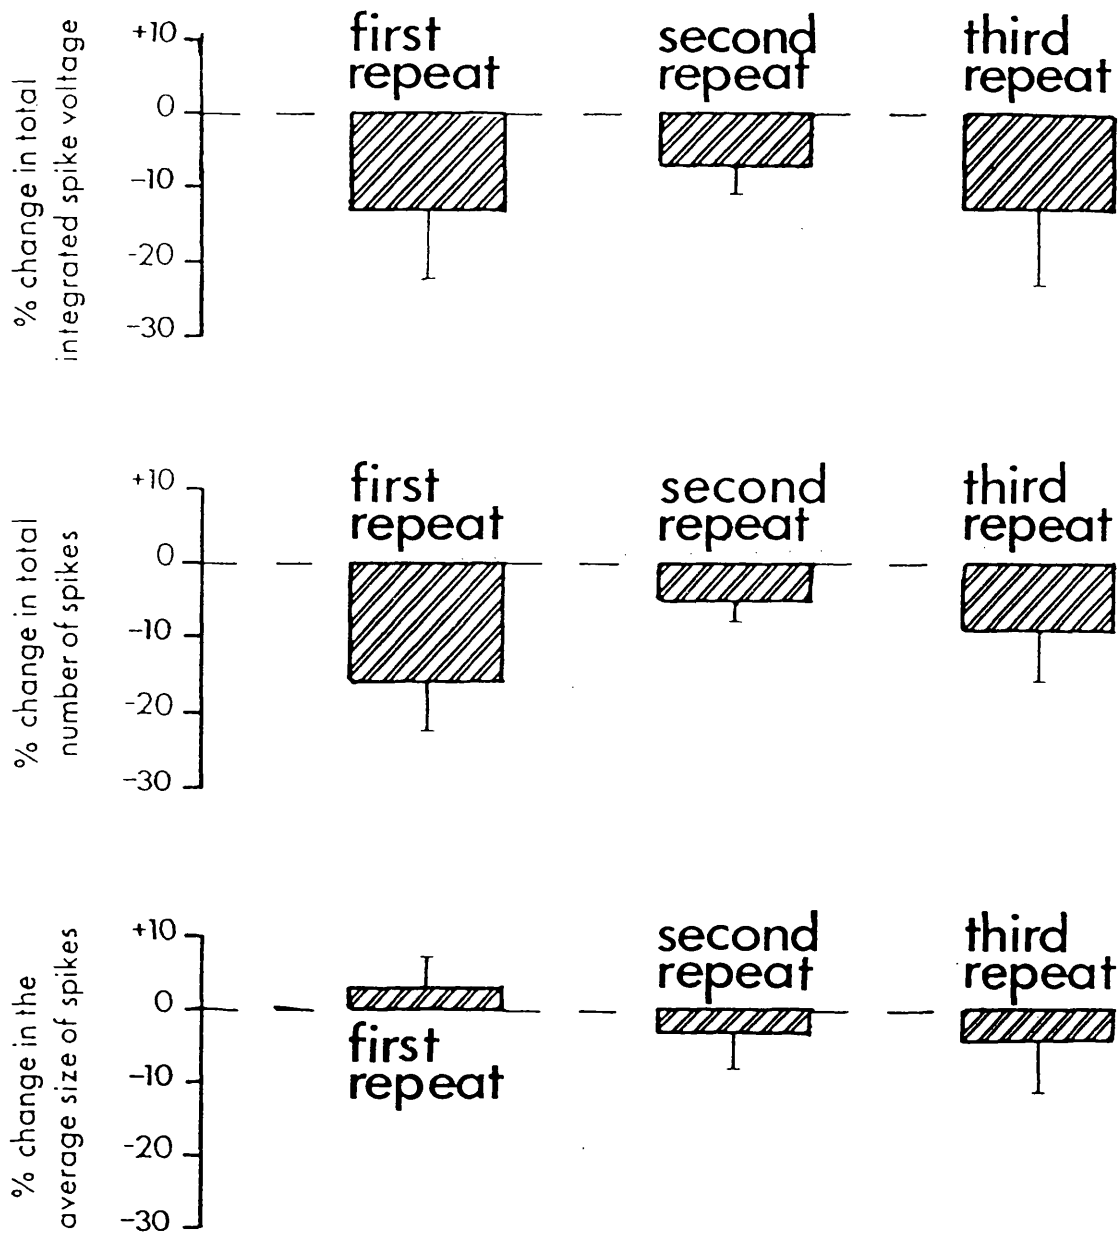 % change in total
integrated spike voltage
+10
0
-10
-20
-30
first
repeat
second
repeat
third
repeat
% change in total
number of spikes
+10
0
-10
-20
-30
first
repeat
second
repeat
third
repeat
% change in the
average size of spikes
+10
0
-10
-20
-30
first
repeat
second
repeat
third
repeat